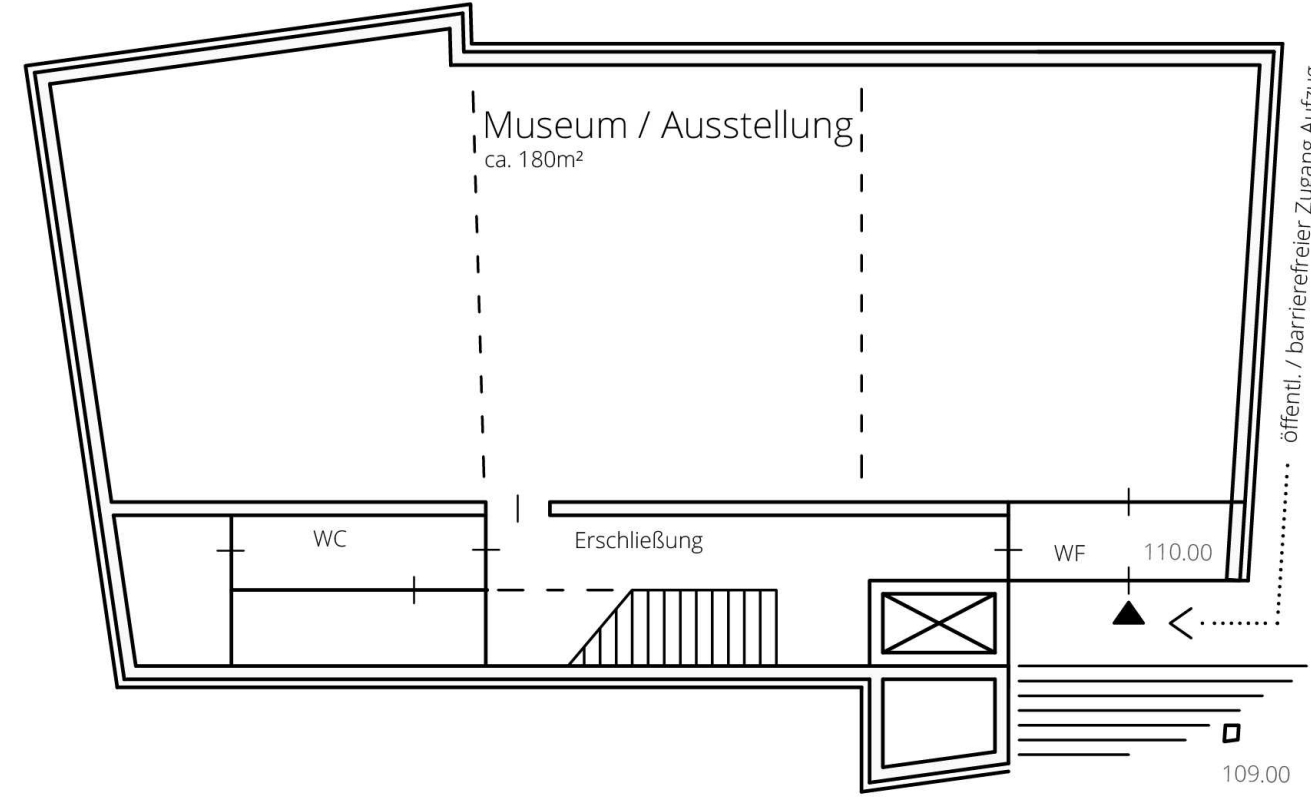 Museum / Ausstellung
ca. 180m²
öffentl. / barrierefreier Zugang Aufzug
WC
Erschließung
WF
110.00
109.00